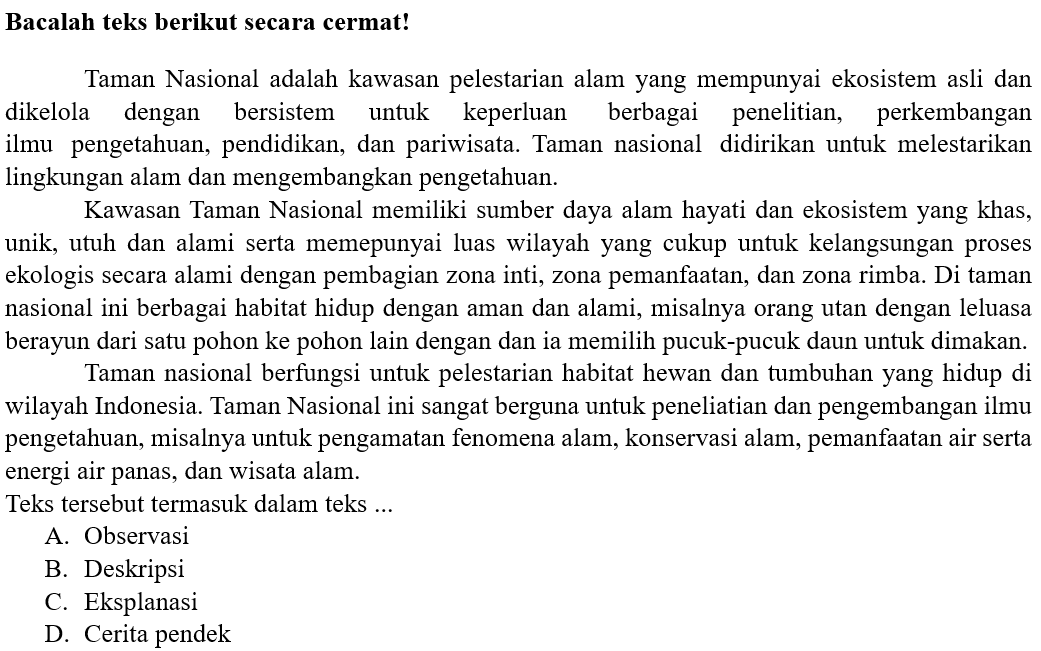 Bacalah teks berikut secara cermat!
Taman Nasional adalah kawasan pelestarian alam yang mempunyai ekosistem asli dan
dikelola dengan bersistem untuk keperluan berbagai penelitian, perkembangan
ilmu pengetahuan, pendidikan, dan pariwisata. Taman nasional didirikan untuk melestarikan
lingkungan alam dan mengembangkan pengetahuan.
Kawasan Taman Nasional memiliki sumber daya alam hayati dan ekosistem yang khas,
unik, utuh dan alami serta memepunyai luas wilayah yang cukup untuk kelangsungan proses
ekologis secara alami dengan pembagian zona inti, zona pemanfaatan, dan zona rimba. Di taman
nasional ini berbagai habitat hidup dengan aman dan alami, misalnya orang utan dengan leluasa
berayun dari satu pohon ke pohon lain dengan dan ia memilih pucuk-pucuk daun untuk dimakan.
Taman nasional berfungsi untuk pelestarian habitat hewan dan tumbuhan yang hidup di
wilayah Indonesia. Taman Nasional ini sangat berguna untuk peneliatian dan pengembangan ilmu
pengetahuan, misalnya untuk pengamatan fenomena alam, konservasi alam, pemanfaatan air serta
energi air panas, dan wisata alam.
Teks tersebut termasuk dalam teks ...
A. Observasi
B. Deskripsi
C. Eksplanasi
D. Cerita pendek